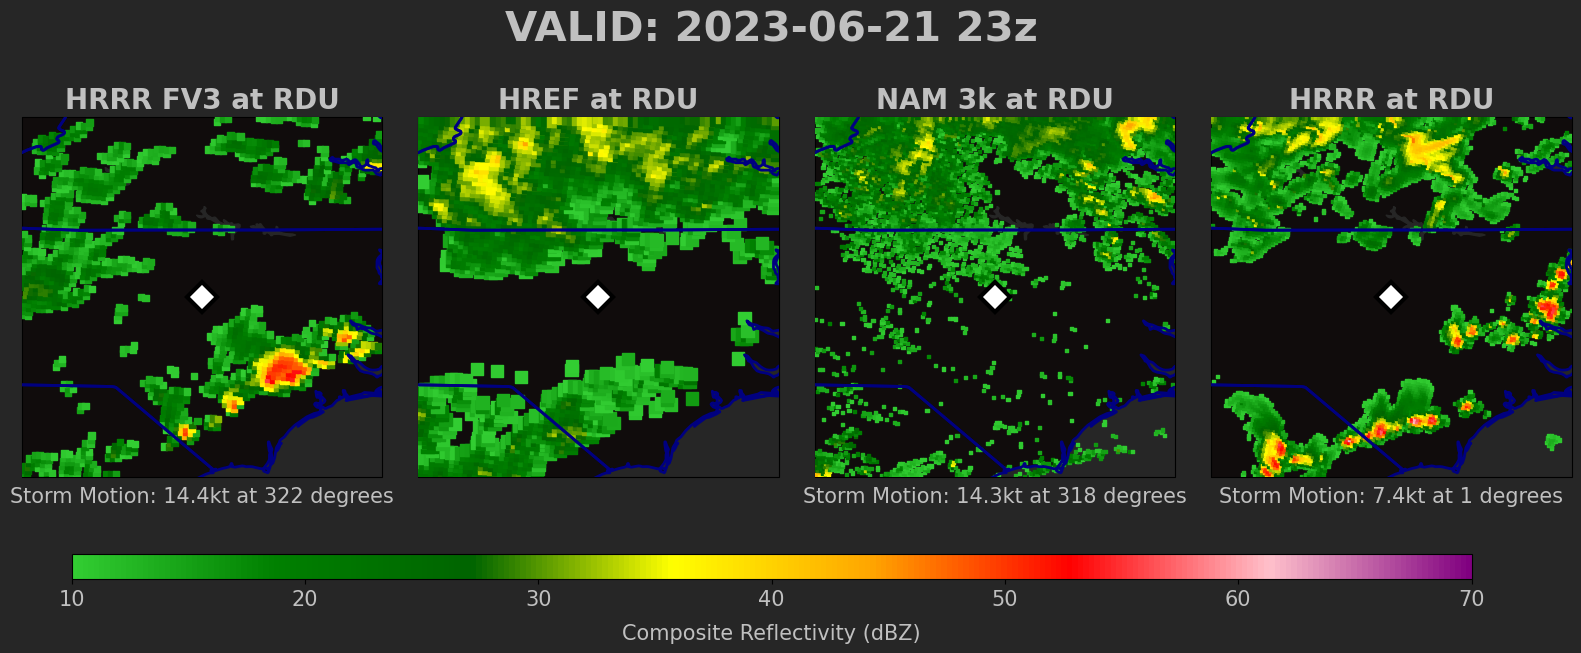 VALID: 2023-06-21 23z
HRRR FV3 at RDU
HREF at RDU
NAM 3k at RDU
HRRR at RDU
Storm Motion: 14.4kt at 322 degrees
Storm Motion: 14.3kt at 318 degrees
Storm Motion: 7.4kt at 1 degrees
10 20 30 40 50 60 70
Composite Reflectivity (dBZ)